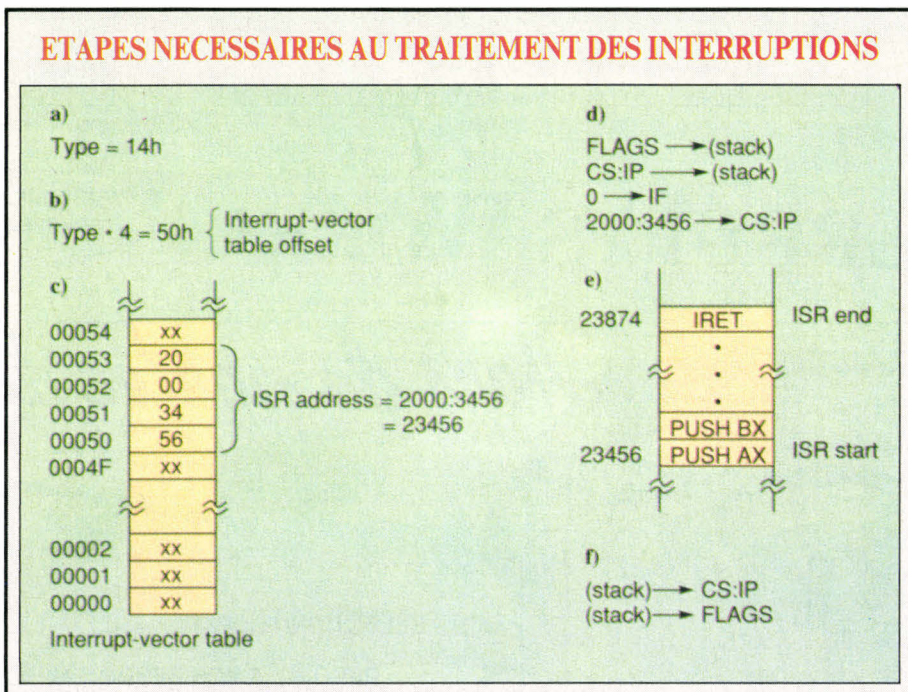 ETAPES NECESSAIRES AU TRAITEMENT DES INTERRUPTIONS
a)
Type = 14h
b)
Type • 4 = 50h
Interrupt-vector
table offset
c)
00054 xx
00053 20
00052 00
00051 34
00050 56
0004F xx
ISR address = 2000:3456
= 23456
00002 xx
00001 xx
00000 xx
Interrupt-vector table
d)
FLAGS → (stack)
CS:IP → (stack)
0 → IF
2000:3456 → CS:IP
e)
23874 IRET ISR end
PUSH BX
23456 PUSH AX ISR start
f)
(stack) → CS:IP
(stack) → FLAGS